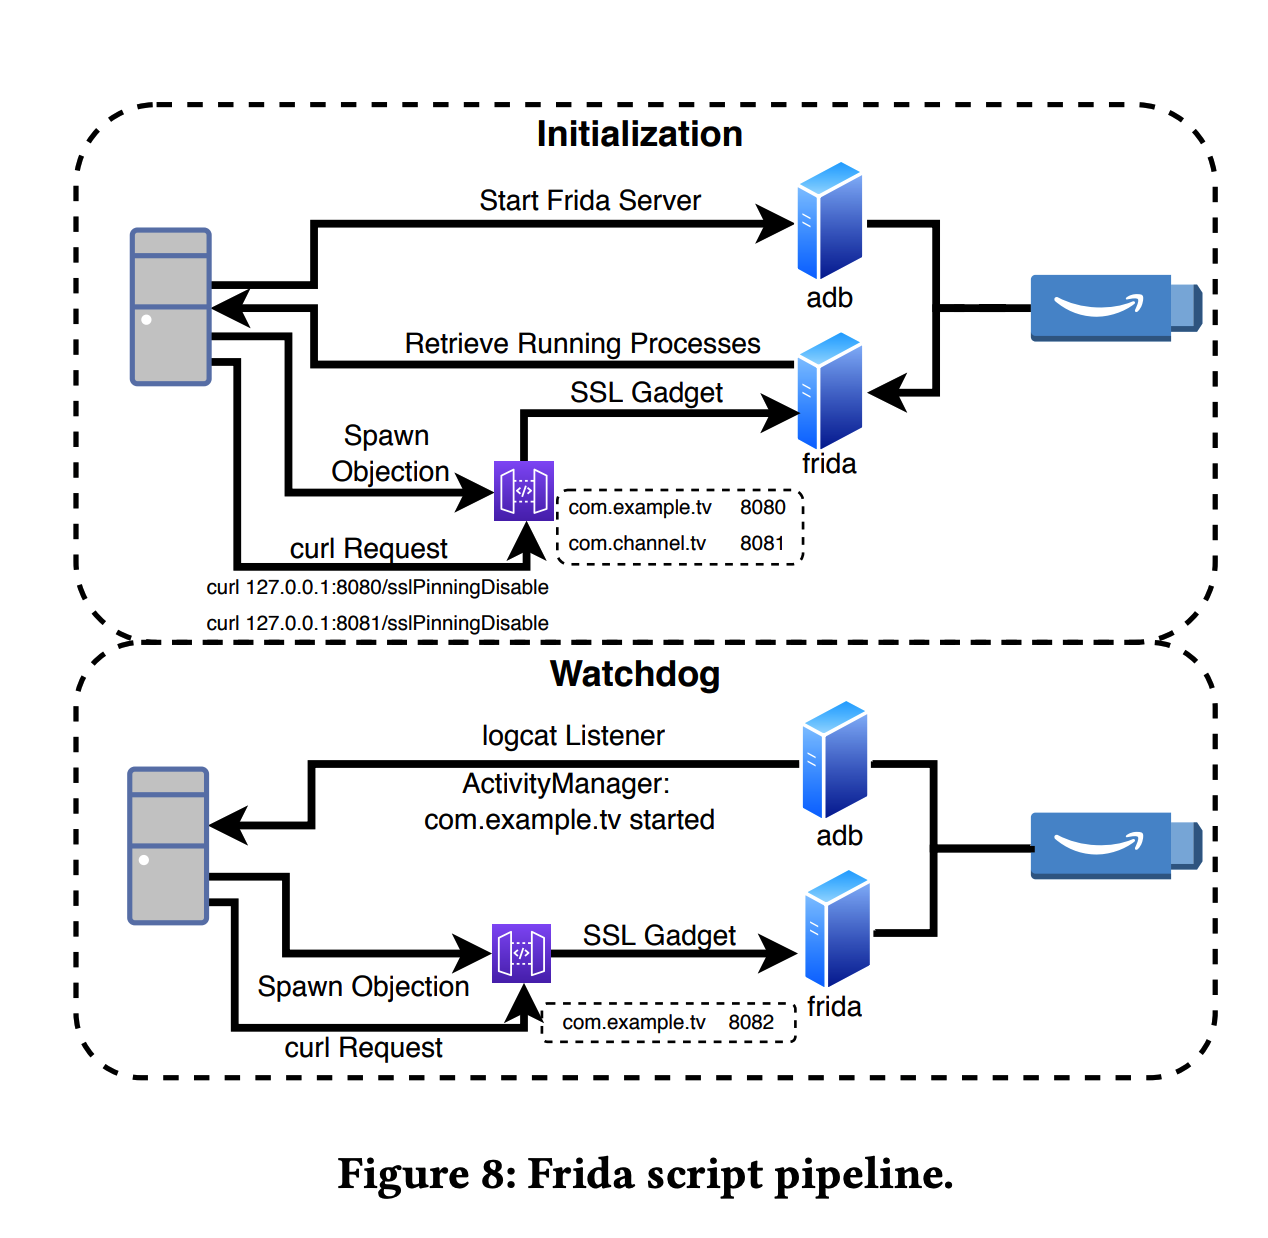 Initialization
Start Frida Server
adb
Retrieve Running Processes
SSL Gadget
Spawn
Objection
frida
com.example.tv 8080
com.channel.tv 8081
curl Request
curl 127.0.0.1:8080/sslPinningDisable
curl 127.0.0.1:8081/sslPinningDisable
Watchdog
logcat Listener
ActivityManager:
com.example.tv started
adb
SSL Gadget
Spawn Objection
frida
com.example.tv 8082
curl Request
Figure 8: Frida script pipeline.